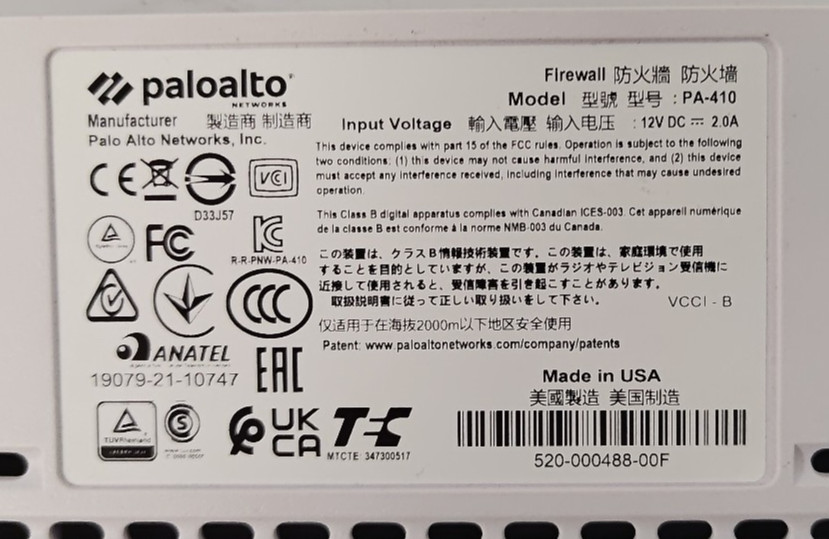 paloalto
NETWORKS
Firewall 防火牆 防火墙
Model 型號 型号 : PA-410
Manufacturer 製造商 制造商
Palo Alto Networks, Inc.
Input Voltage 輸入電壓 输入电压 : 12V DC ⎓ 2.0A
This device complies with part 15 of the FCC rules. Operation is subject to the following
two conditions: (1) this device may not cause harmful interference, and (2) this device
must accept any interference received, including interference that may cause undesired
operation.
CE
VCI
D33J57
This Class B digital apparatus complies with Canadian ICES-003. Cet appareil numérique
de la classe B est conforme à la norme NMB-003 du Canada.
FC
R-R-PNW-PA-410
この装置は、クラスB情報技術装置です。この装置は、家庭環境で使用
することを目的としていますが、この装置がラジオやテレビジョン受信機に
近接して使用されると、受信障害を引き起こすことがあります。
取扱説明書に従って正しい取り扱いをして下さい。
VCCI - B
CCC
仅适用于在海拔2000m以下地区安全使用
Patent: www.paloaltonetworks.com/company/patents
ANATEL
19079-21-10747
EAC
Made in USA
美國製造 美国制造
TÜVRheinland
S
UK
CA
TEC
MTCTE: 347300517
520-000488-00F